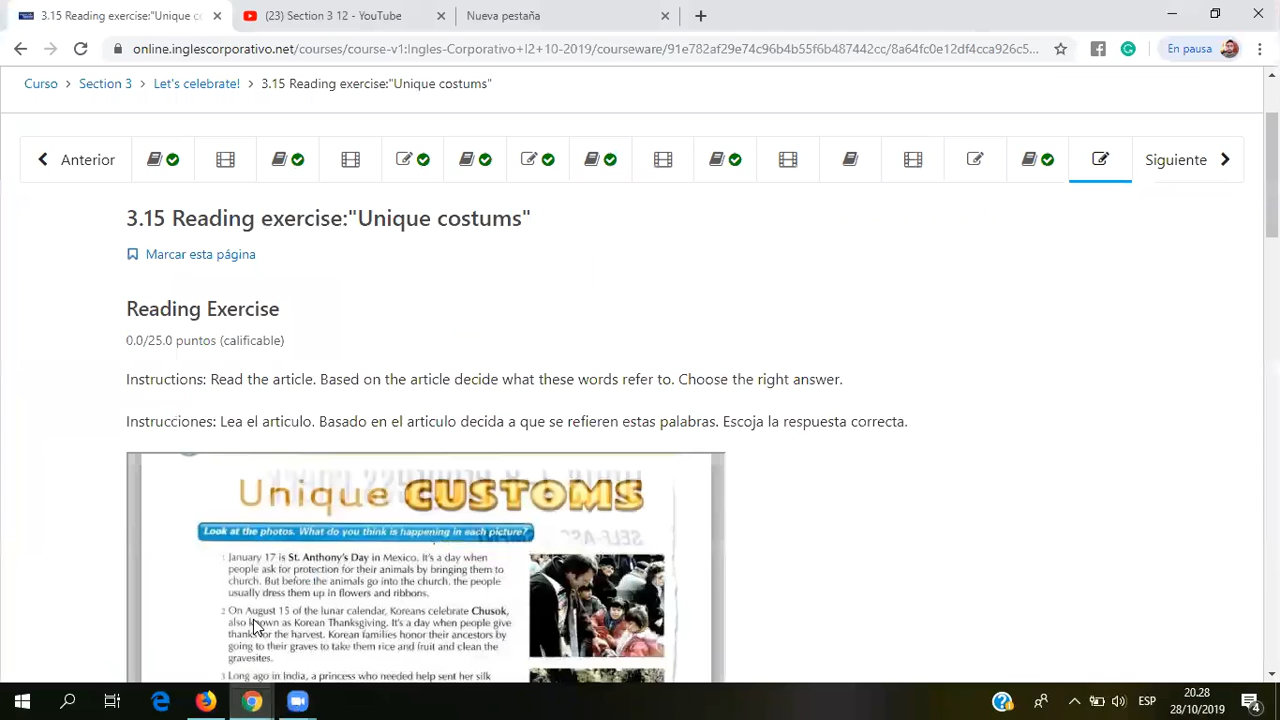 3.15 Reading exercise:"Unique co
(23) Section 3 12 - YouTube
Nueva pestaña
online.inglescorporativo.net/courses/course-v1:Ingles-Corporativo+I2+10-2019/courseware/91e782af29e74c96b4b55f6b487442cc/8a64fc0e12df4cca926c5...
En pausa
Curso > Section 3 > Let's celebrate! > 3.15 Reading exercise:"Unique costums"
Anterior
Siguiente
3.15 Reading exercise:"Unique costums"
Marcar esta página
Reading Exercise
0.0/25.0 puntos (calificable)
Instructions: Read the article. Based on the article decide what these words refer to. Choose the right answer.
Instrucciones: Lea el articulo. Basado en el articulo decida a que se refieren estas palabras. Escoja la respuesta correcta.
Unique CUSTOMS
Look at the photos. What do you think is happening in each picture?
1 January 17 is St. Anthony's Day in Mexico. It's a day when
people ask for protection for their animals by bringing them to
church. But before the animals go into the church, the people
usually dress them up in flowers and ribbons.
2 On August 15 of the lunar calendar, Koreans celebrate Chusok,
also known as Korean Thanksgiving. It's a day when people give
thanks for the harvest. Korean families honor their ancestors by
going to their graves to take them rice and fruit and clean the
gravesites.
3 Long ago in India, a princess who needed help sent her silk
ESP
20.28
28/10/2019
4